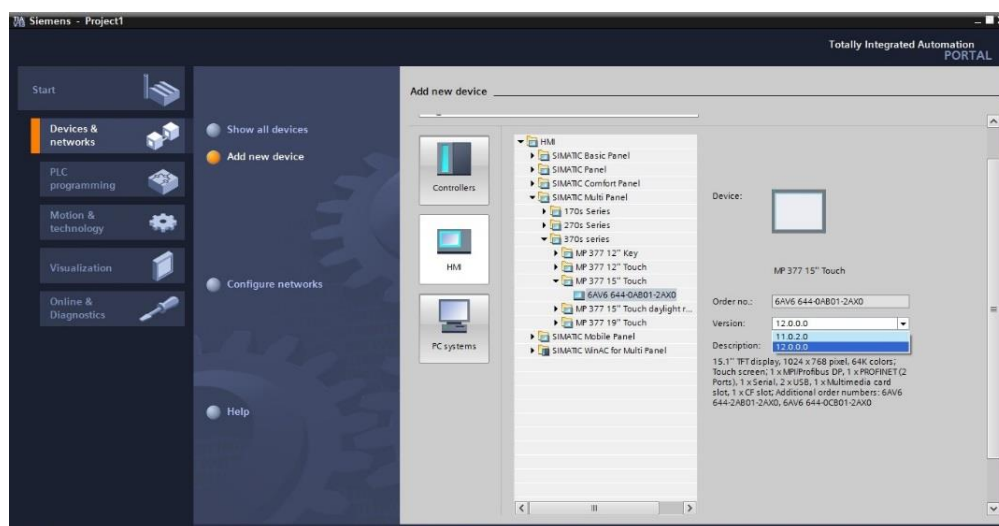 Siemens - Project1
Totally Integrated Automation
PORTAL
Start
Devices &
networks
PLC
programming
Motion &
technology
Visualization
Online &
Diagnostics
Show all devices
Add new device
Configure networks
Help
Add new device
Controllers
HMI
PC systems
HMI
SIMATIC Basic Panel
SIMATIC Panel
SIMATIC Comfort Panel
SIMATIC Multi Panel
170s Series
270s Series
370s series
MP 377 12" Key
MP 377 12" Touch
MP 377 15" Touch
6AV6 644-0AB01-2AX0
MP 377 15" Touch daylight r...
MP 377 19" Touch
SIMATIC Mobile Panel
SIMATIC WinAC for Multi Panel
Device:
MP 377 15" Touch
Order no.: 6AV6 644-0AB01-2AX0
Version: 12.0.0.0
11.0.2.0
Description: 12.0.0.0
15.1" TFT display, 1024 x 768 pixel, 64K colors;
Touch screen; 1 x MPI/Profibus DP, 1 x PROFINET (2
Ports), 1 x Serial, 2 x USB, 1 x Multimedia card
slot, 1 x CF slot; Additional order numbers: 6AV6
644-2AB01-2AX0, 6AV6 644-0CB01-2AX0